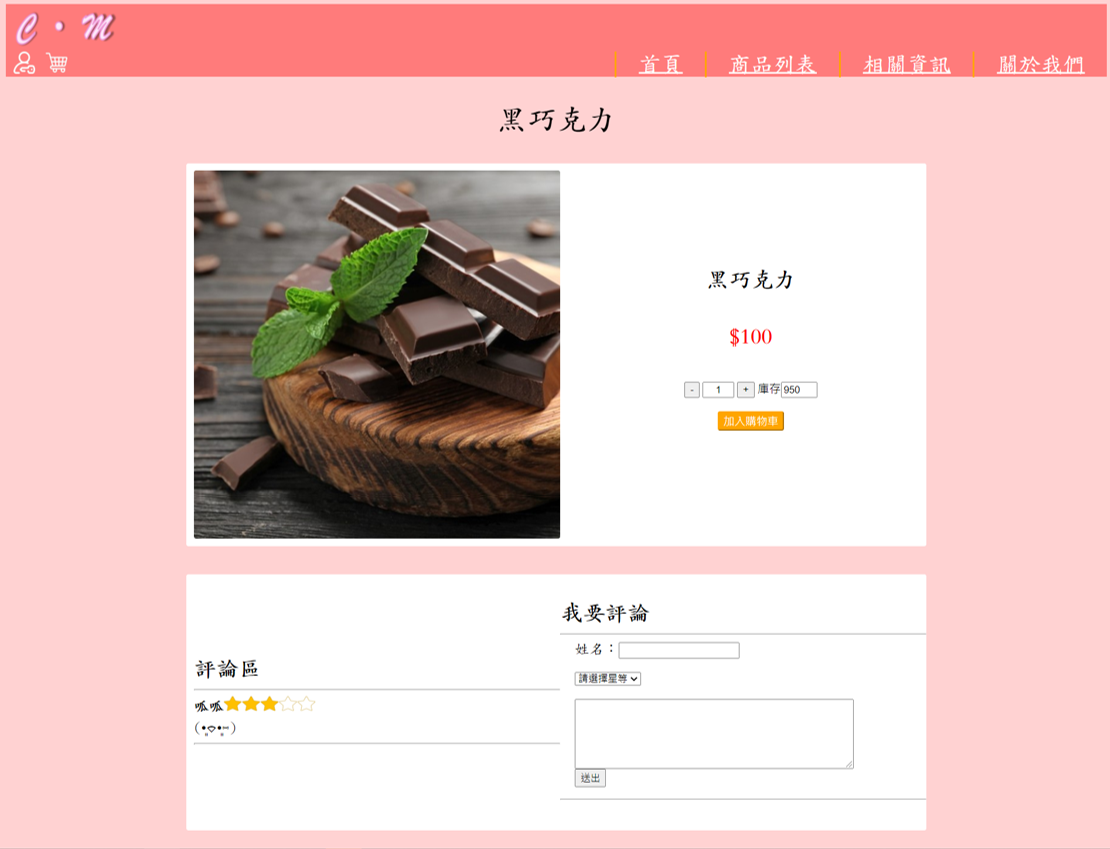 C · M
首頁 商品列表 相關資訊 關於我們
黑巧克力
黑巧克力
$100
- 1 + 庫存 950
加入購物車
評論區
呱呱
我要評論
姓名：
請選擇星等
送出